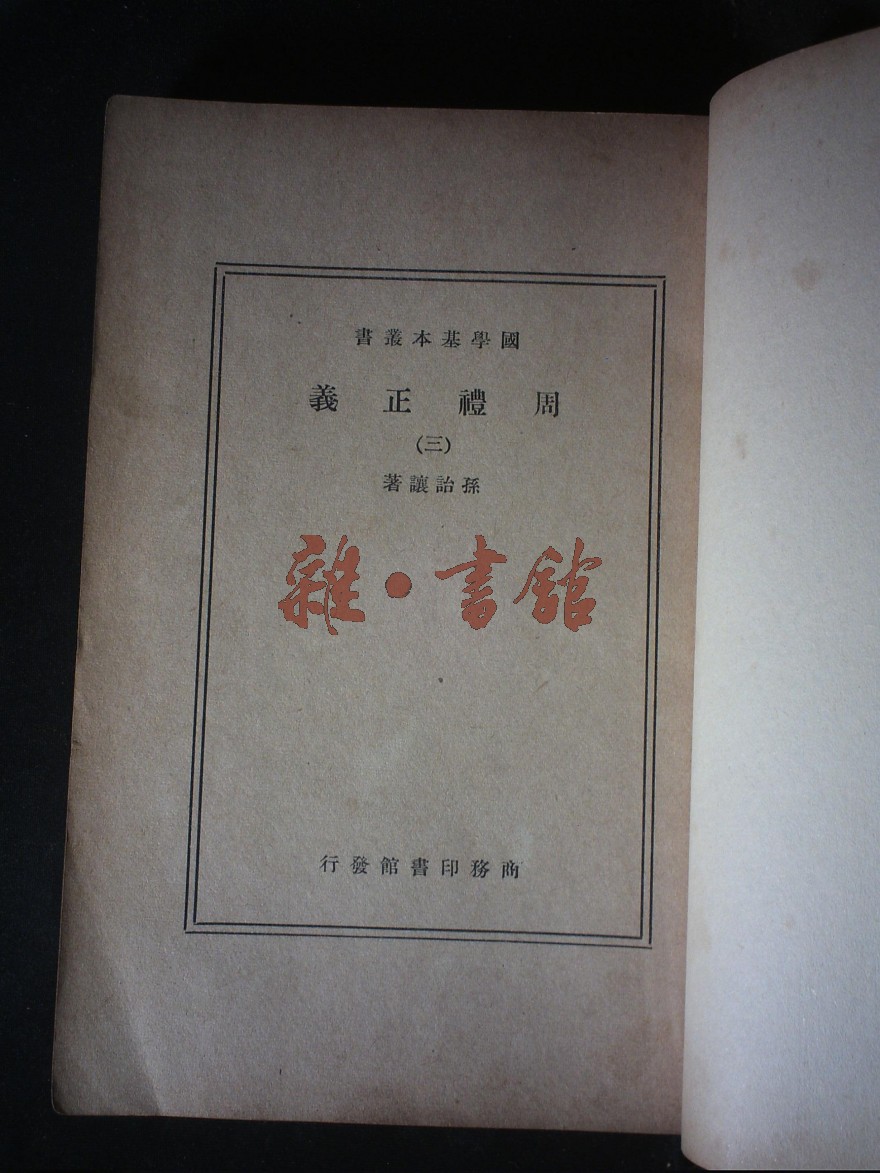 國學基本叢書
周禮正義
(三)
孫詒讓著
雜·書館
商務印書館發行